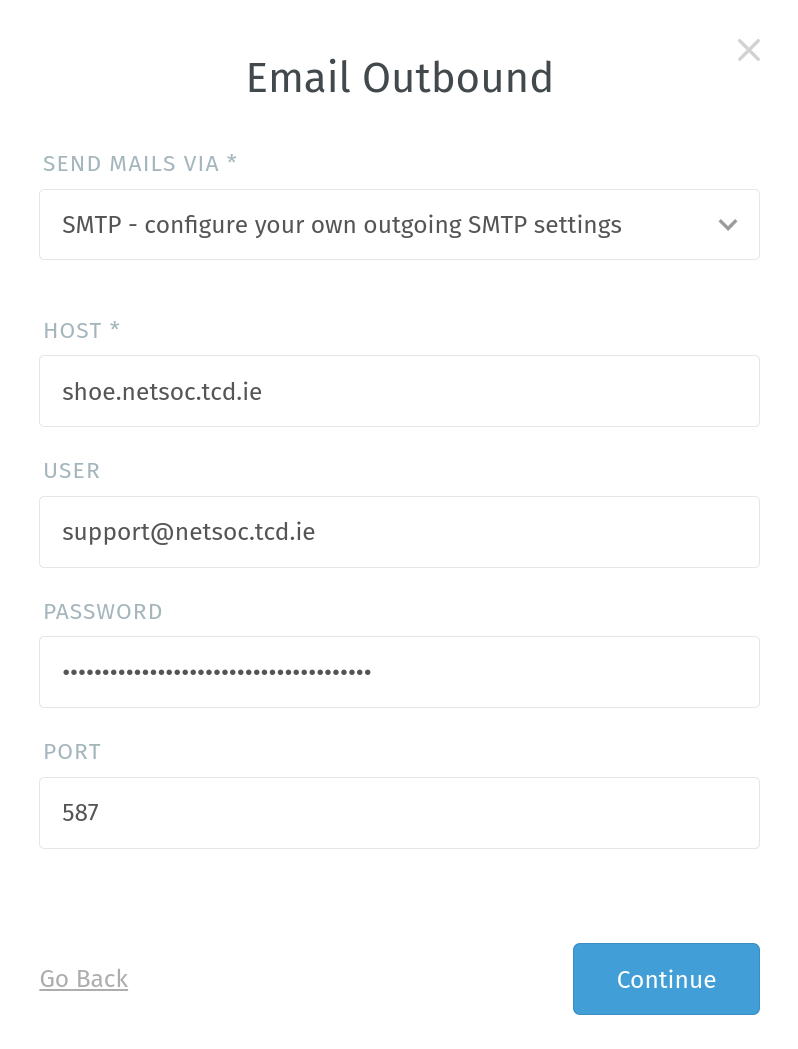 Email Outbound
SEND MAILS VIA *
SMTP - configure your own outgoing SMTP settings
HOST *
shoe.netsoc.tcd.ie
USER
support@netsoc.tcd.ie
PASSWORD
•••••••••••••••••••••••••••••••••••••••
PORT
587
Go Back
Continue